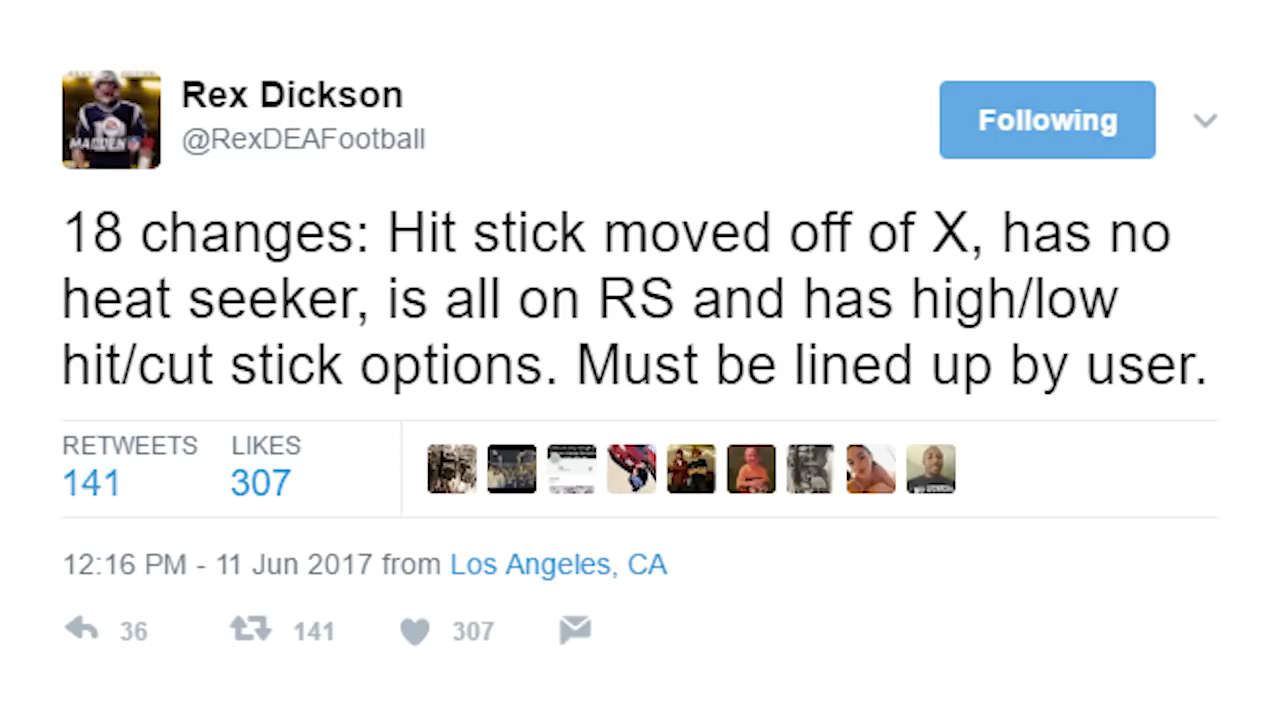 Rex Dickson
@RexDEAFootball
Following
MADDEN
18 changes: Hit stick moved off of X, has no
heat seeker, is all on RS and has high/low
hit/cut stick options. Must be lined up by user.
RETWEETS LIKES
141 307
12:16 PM - 11 Jun 2017 from Los Angeles, CA
36 141 307